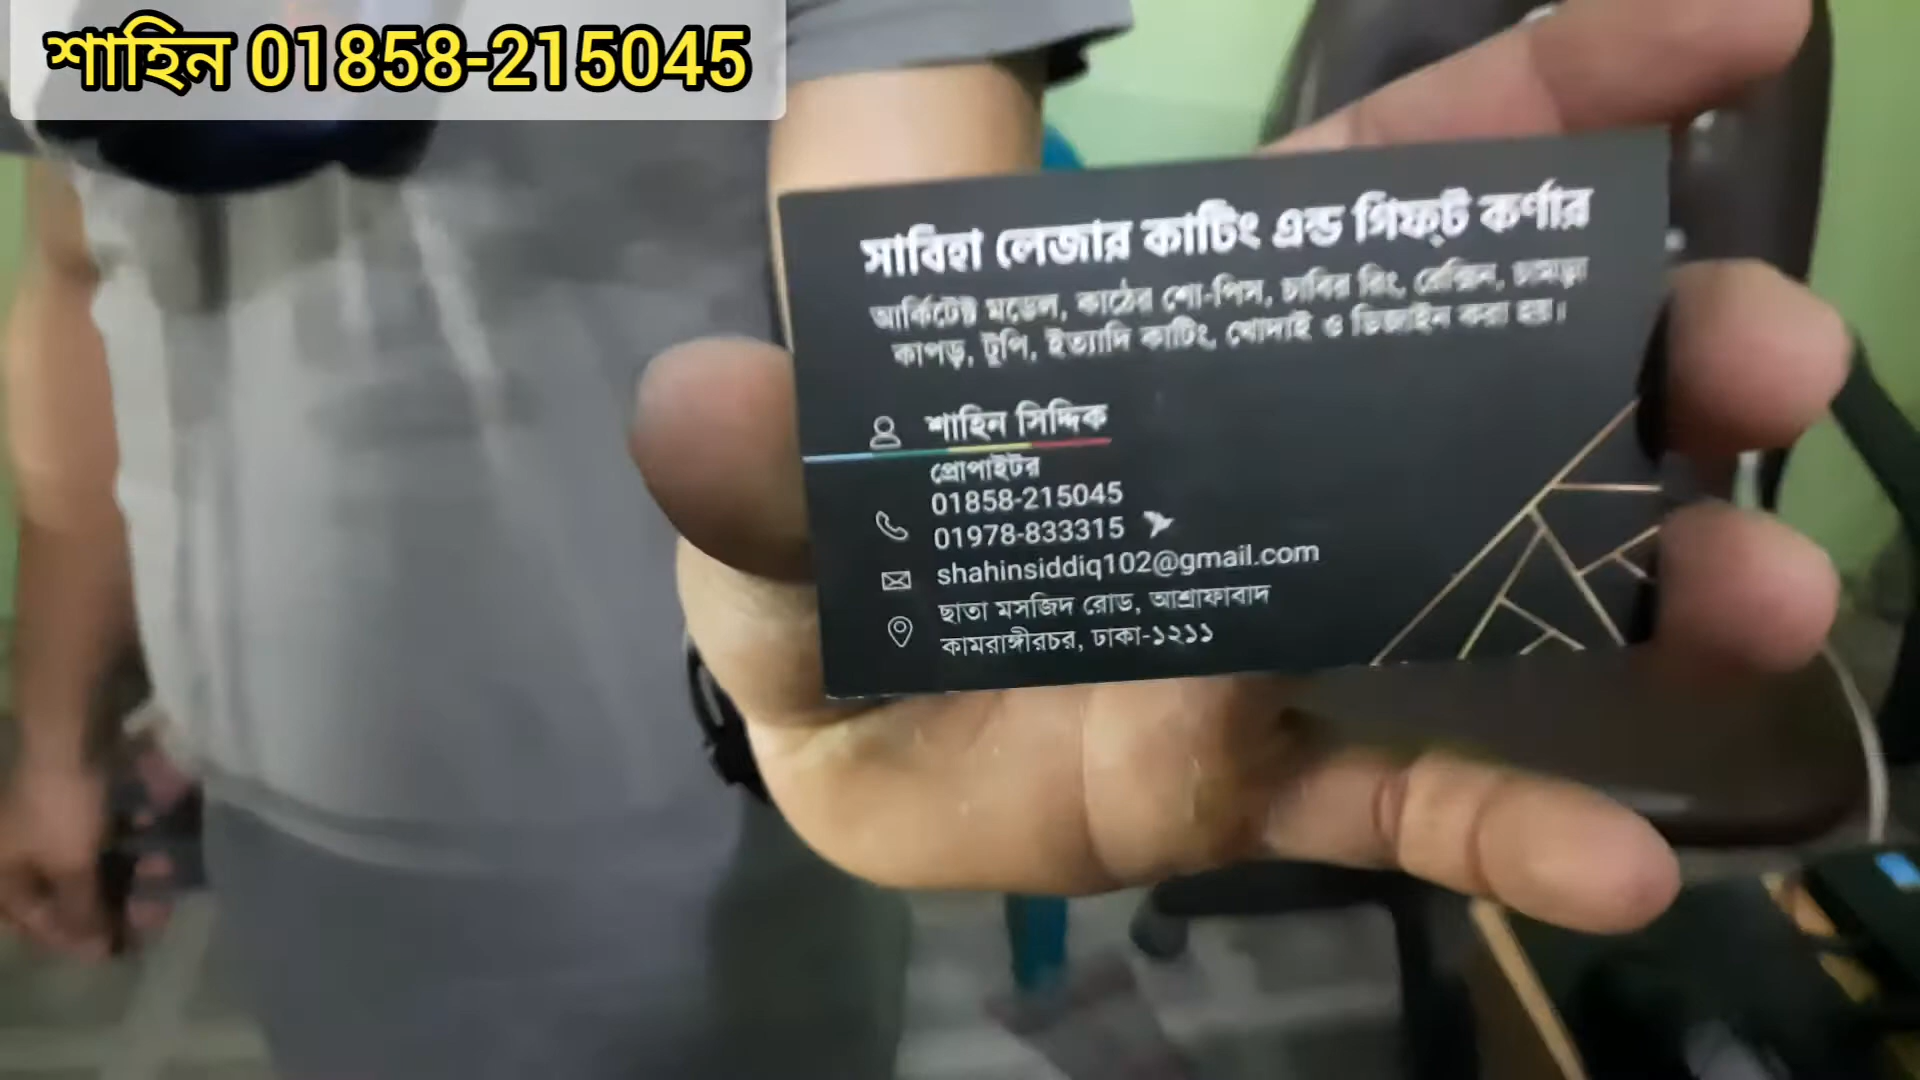 শাহিন 01858-215045
সাবিহা লেজার কাটিং এন্ড গিফ্ট কর্ণার
আর্কিটেক্ট মডেল, কাঠের শো-পিস, চাবির রিং, রেক্সিন, চামড়া
কাপড়, টুপি, ইত্যাদি কাটিং, খোদাই ও ডিজাইন করা হয়।
শাহিন সিদ্দিক
প্রোপাইটর
01858-215045
01978-833315
shahinsiddiq102@gmail.com
ছাতা মসজিদ রোড, আশ্রাফাবাদ
কামরাঙ্গীরচর, ঢাকা-১২১১